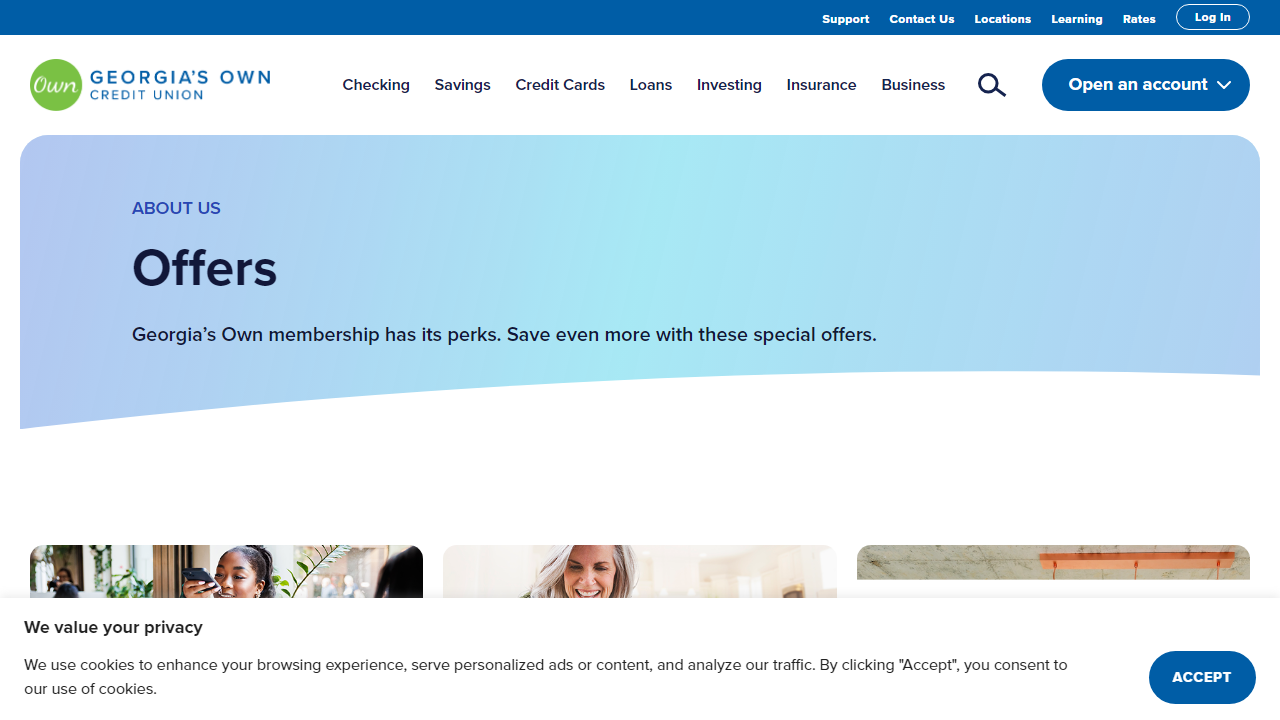 Support Contact Us Locations Learning Rates Log In
Own GEORGIA'S OWN
CREDIT UNION
Checking Savings Credit Cards Loans Investing Insurance Business Open an account
ABOUT US
Offers
Georgia’s Own membership has its perks. Save even more with these special offers.
We value your privacy
We use cookies to enhance your browsing experience, serve personalized ads or content, and analyze our traffic. By clicking "Accept", you consent to
our use of cookies.
ACCEPT